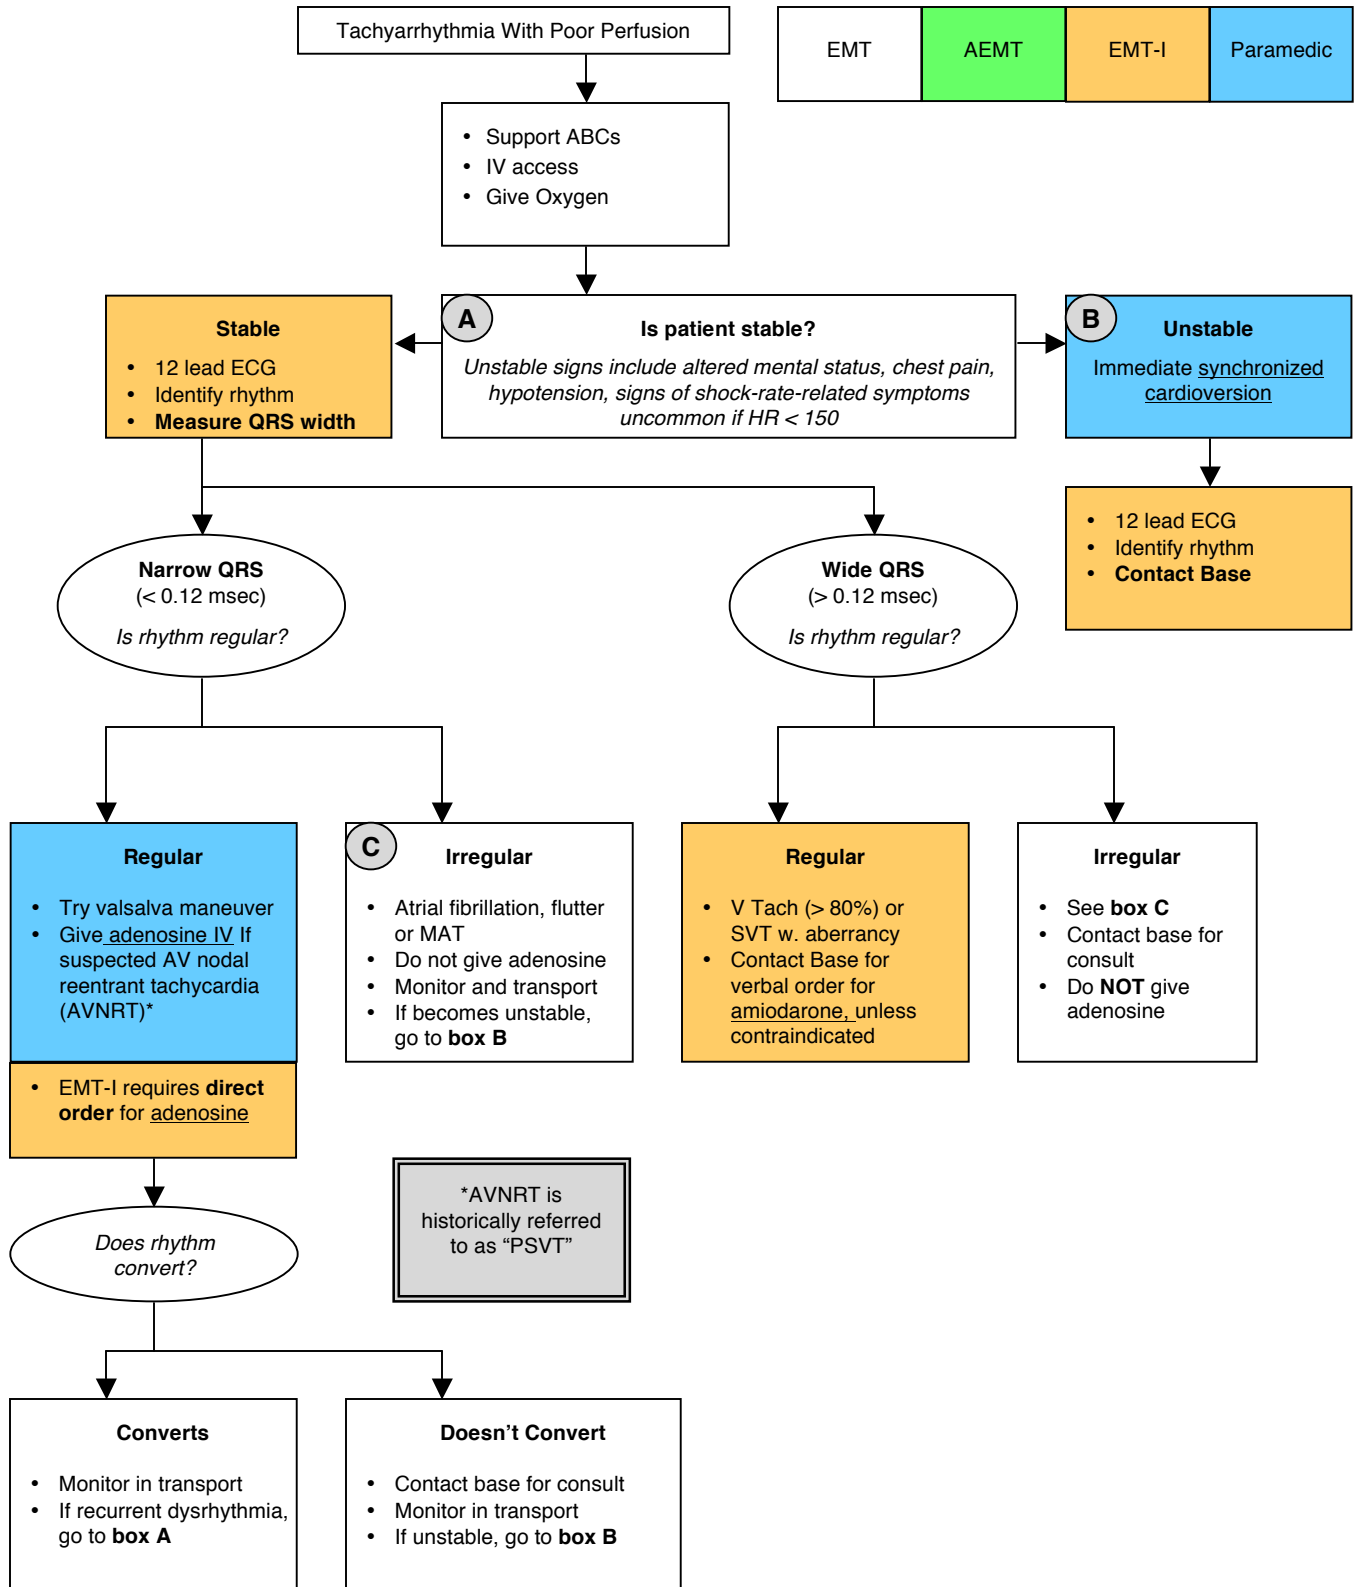 Tachyarrhythmia With Poor Perfusion
EMT
AEMT
EMT-I
Paramedic
• Support ABCs
• IV access
• Give Oxygen
Stable
• 12 lead ECG
• Identify rhythm
• Measure QRS width
A
Is patient stable?
Unstable signs include altered mental status, chest pain,
hypotension, signs of shock-rate-related symptoms
uncommon if HR < 150
B
Unstable
Immediate synchronized
cardioversion
• 12 lead ECG
• Identify rhythm
• Contact Base
Narrow QRS
(< 0.12 msec)
Is rhythm regular?
Wide QRS
(> 0.12 msec)
Is rhythm regular?
Regular
• Try valsalva maneuver
• Give adenosine IV If
suspected AV nodal
reentrant tachycardia
(AVNRT)*
• EMT-I requires direct
order for adenosine
C
Irregular
• Atrial fibrillation, flutter
or MAT
• Do not give adenosine
• Monitor and transport
• If becomes unstable,
go to box B
Regular
• V Tach (> 80%) or
SVT w. aberrancy
• Contact Base for
verbal order for
amiodarone, unless
contraindicated
Irregular
• See box C
• Contact base for
consult
• Do NOT give
adenosine
*AVNRT is
historically referred
to as “PSVT”
Does rhythm
convert?
Converts
• Monitor in transport
• If recurrent dysrhythmia,
go to box A
Doesn’t Convert
• Contact base for consult
• Monitor in transport
• If unstable, go to box B